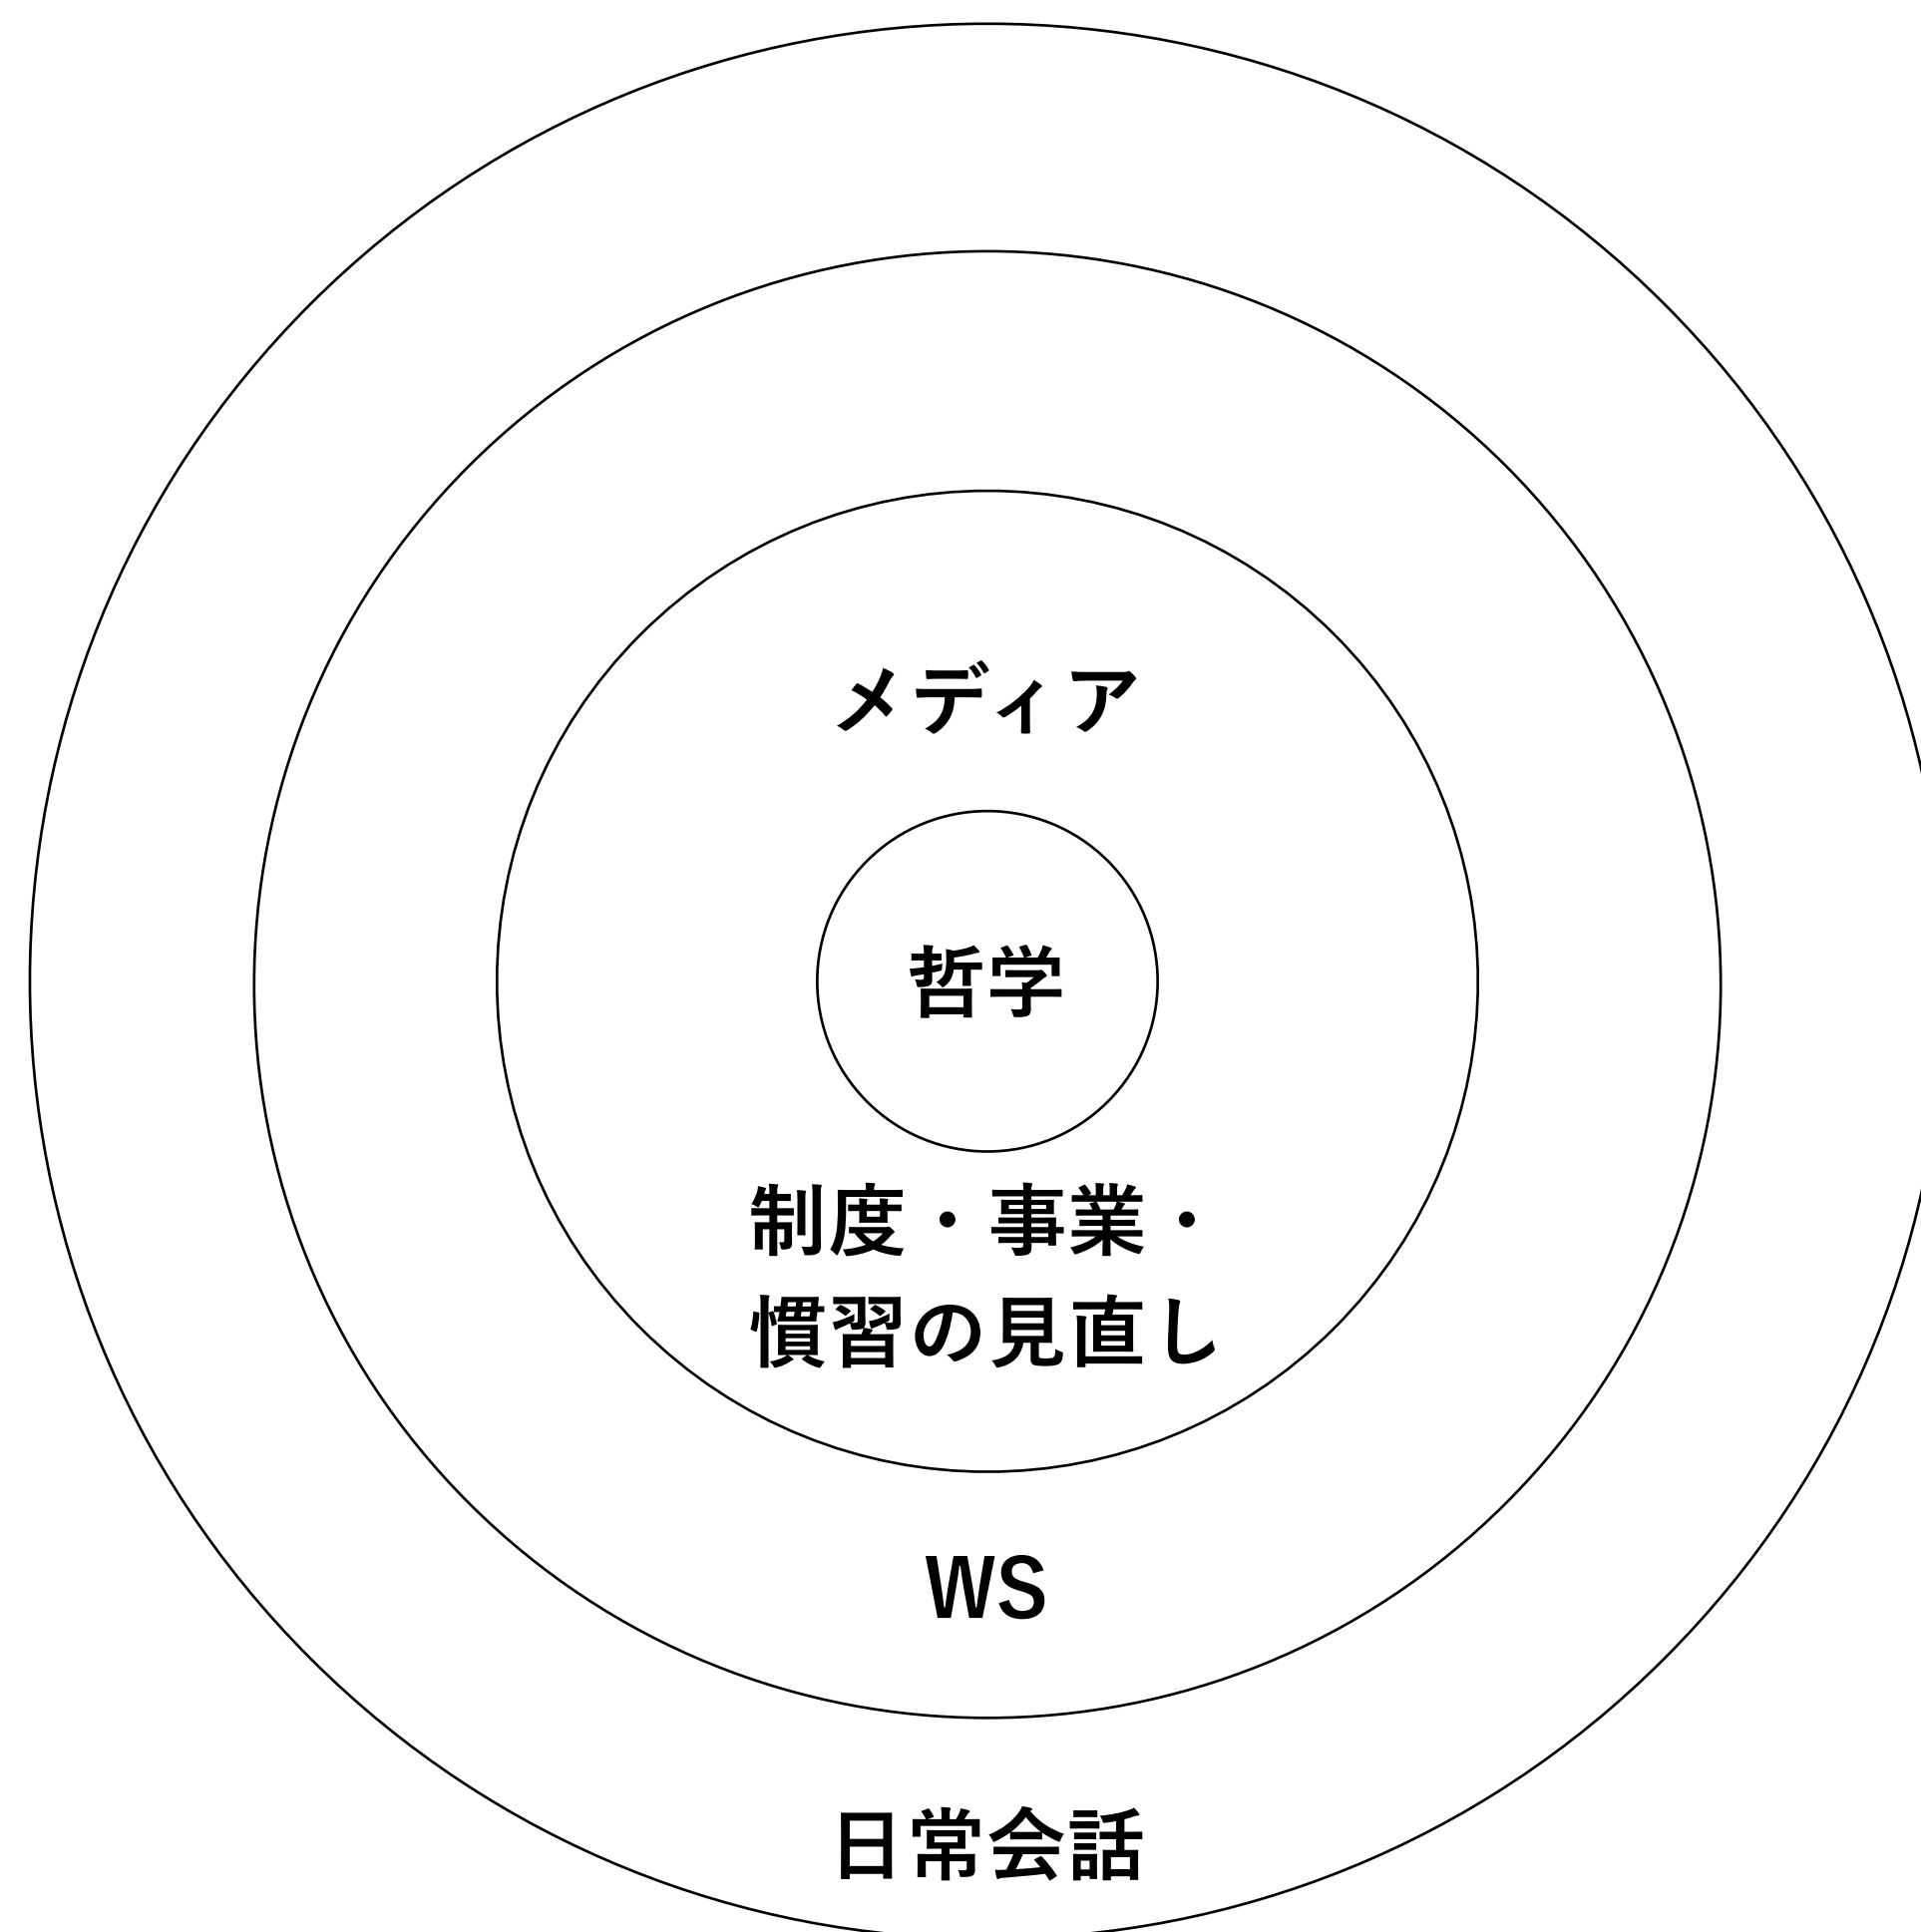 メディア
哲学
制度・事業・
慣習の見直し
WS
日常会話